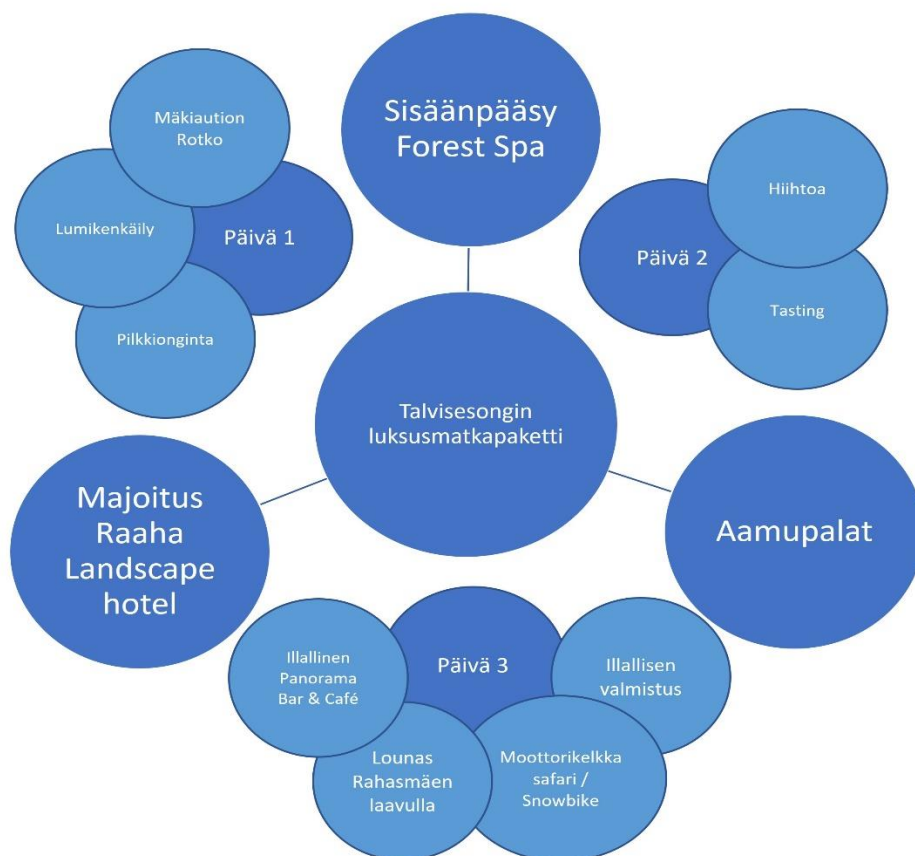 Sisäänpääsy
Forest Spa
Mäkiaution
Rotko
Lumikenkäily
Päivä 1
Pilkkionginta
Hiihtoa
Päivä 2
Tasting
Talvisesongin
luksusmatkapaketti
Majoitus
Raaha
Landscape
hotel
Aamupalat
Päivä 3
Illallinen
Panorama
Bar & Café
Illallisen
valmistus
Lounas
Rahasmäen
laavulla
Moottorikelkka
safari /
Snowbike